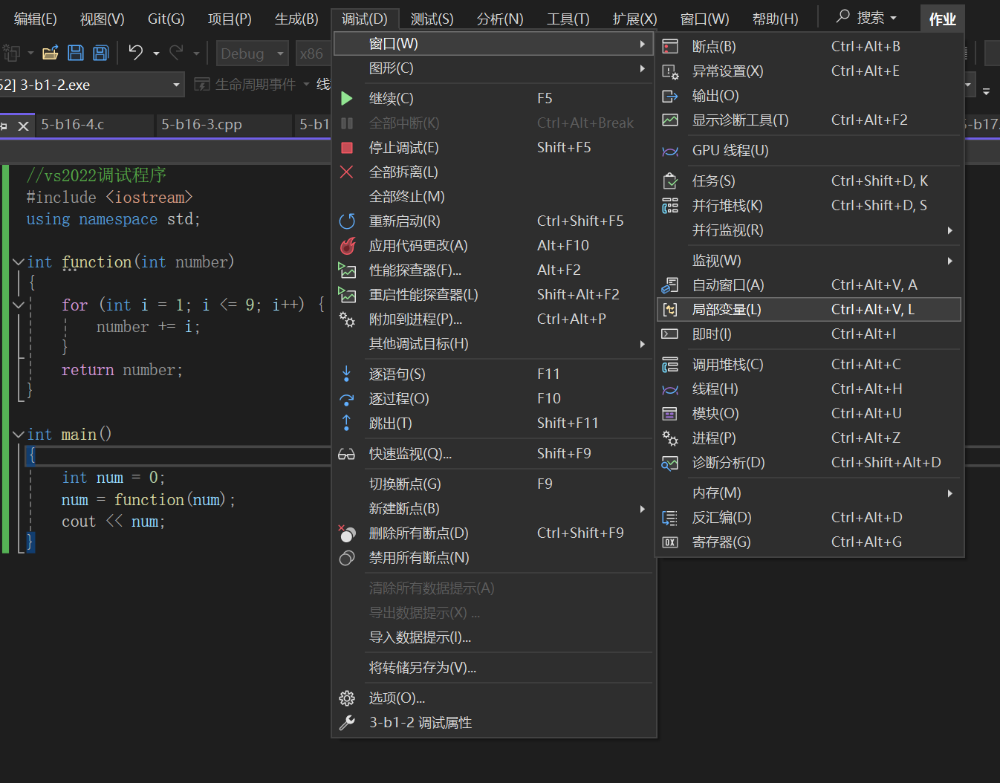 编辑(E) 视图(V) Git(G) 项目(P) 生成(B) 调试(D) 测试(S) 分析(N) 工具(T) 扩展(X) 窗口(W) 帮助(H) 搜索 作业
Debug x86
52] 3-b1-2.exe 生命周期事件 线
5-b16-4.c 5-b16-3.cpp 5-b1 5-b17.
//vs2022调试程序
#include <iostream>
using namespace std;
int function(int number)
{
for (int i = 1; i <= 9; i++) {
number += i;
}
return number;
}
int main()
{
int num = 0;
num = function(num);
cout << num;
}
窗口(W)
图形(C)
继续(C) F5
全部中断(K) Ctrl+Alt+Break
停止调试(E) Shift+F5
全部拆离(L)
全部终止(M)
重新启动(R) Ctrl+Shift+F5
应用代码更改(A) Alt+F10
性能探查器(F)... Alt+F2
重启性能探查器(L) Shift+Alt+F2
附加到进程(P)... Ctrl+Alt+P
其他调试目标(H)
逐语句(S) F11
逐过程(O) F10
跳出(T) Shift+F11
快速监视(Q)... Shift+F9
切换断点(G) F9
新建断点(B)
删除所有断点(D) Ctrl+Shift+F9
禁用所有断点(N)
清除所有数据提示(A)
导出数据提示(X) ...
导入数据提示(I)...
将转储另存为(V)...
选项(O)...
3-b1-2 调试属性
断点(B) Ctrl+Alt+B
异常设置(X) Ctrl+Alt+E
输出(O)
显示诊断工具(T) Ctrl+Alt+F2
GPU 线程(U)
任务(S) Ctrl+Shift+D, K
并行堆栈(K) Ctrl+Shift+D, S
并行监视(R)
监视(W)
自动窗口(A) Ctrl+Alt+V, A
局部变量(L) Ctrl+Alt+V, L
即时(I) Ctrl+Alt+I
调用堆栈(C) Ctrl+Alt+C
线程(H) Ctrl+Alt+H
模块(O) Ctrl+Alt+U
进程(P) Ctrl+Alt+Z
诊断分析(D) Ctrl+Shift+Alt+D
内存(M)
反汇编(D) Ctrl+Alt+D
寄存器(G) Ctrl+Alt+G